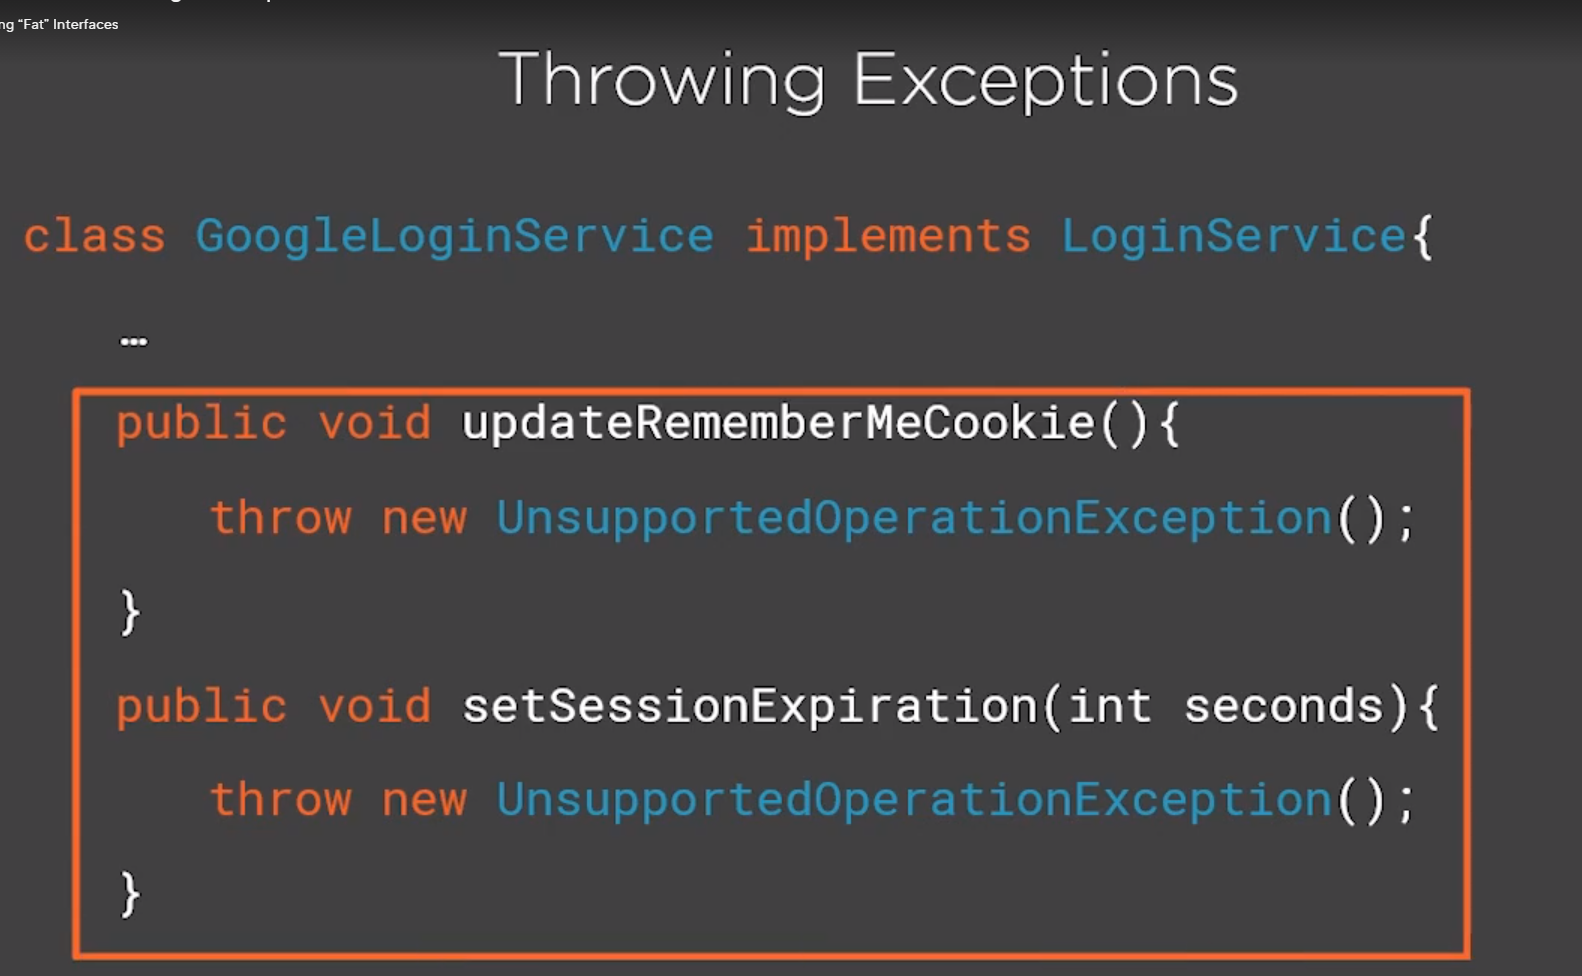 “Fat” Interfaces
Throwing Exceptions
class GoogleLoginService implements LoginService{
…
public void updateRememberMeCookie(){
throw new UnsupportedOperationException();
}
public void setSessionExpiration(int seconds){
throw new UnsupportedOperationException();
}